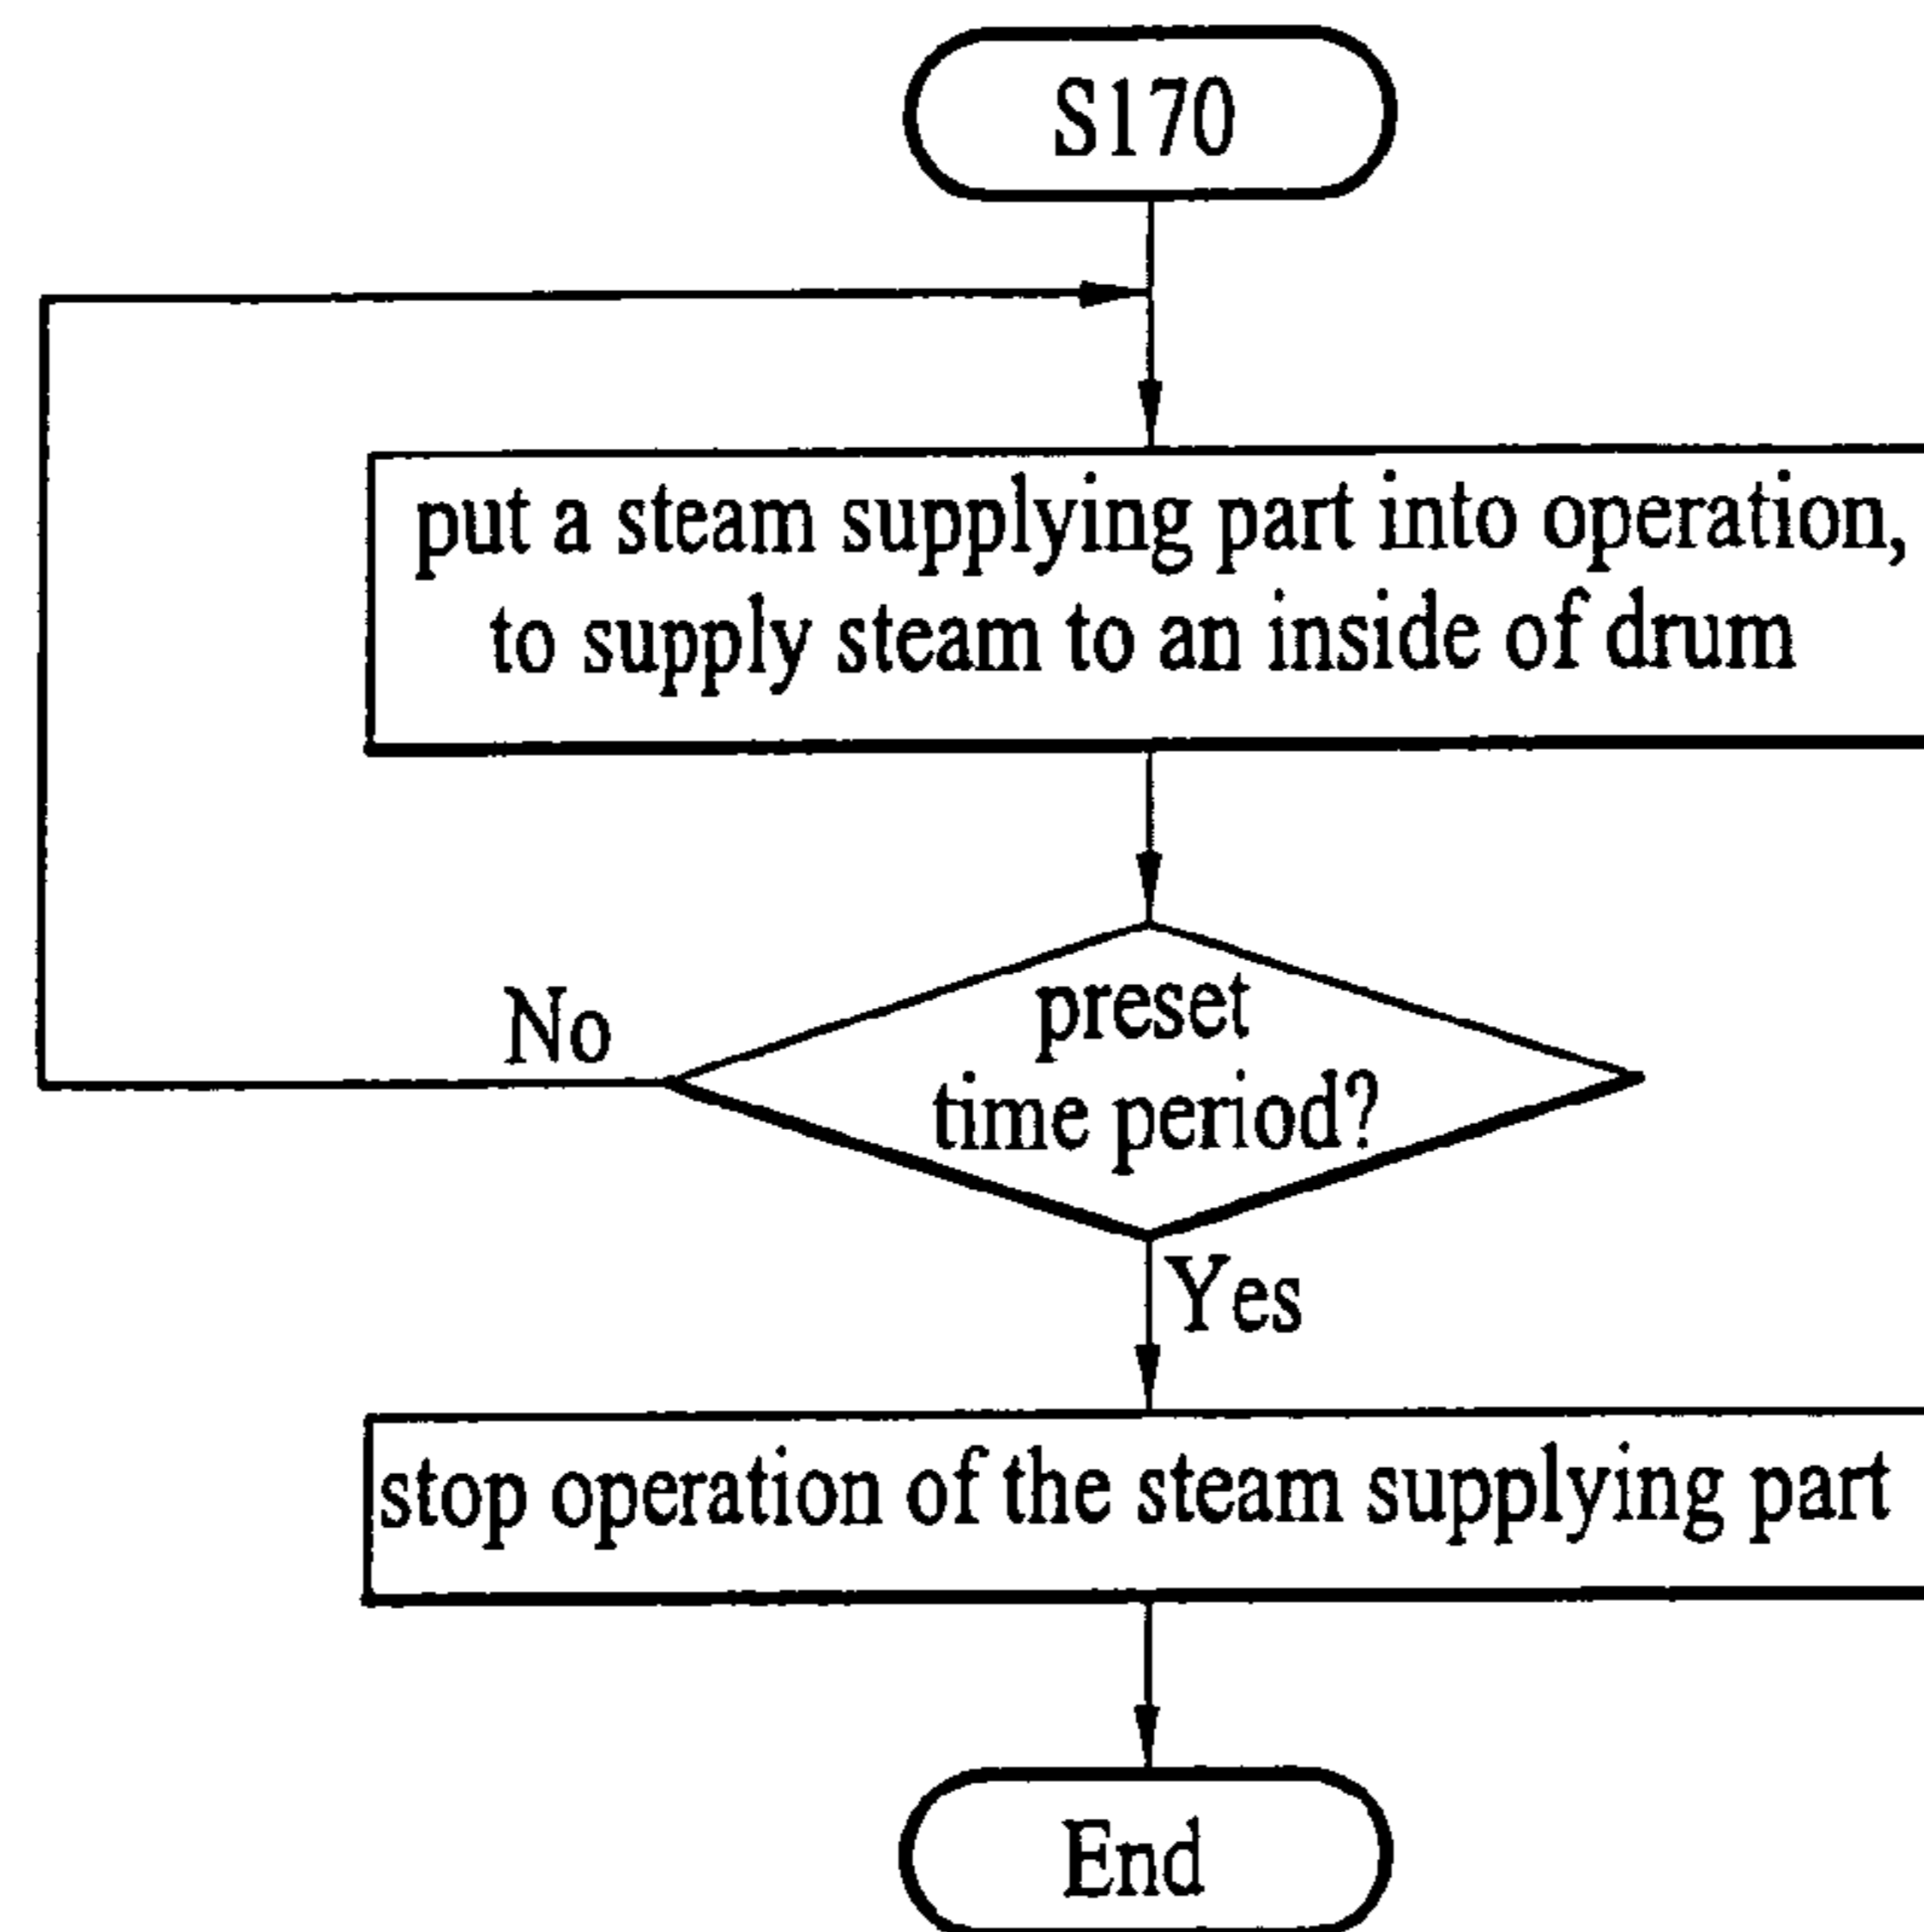 S170
put a steam supplying part into operation,
to supply steam to an inside of drum
preset
time period?
No
Yes
stop operation of the steam supplying part
End